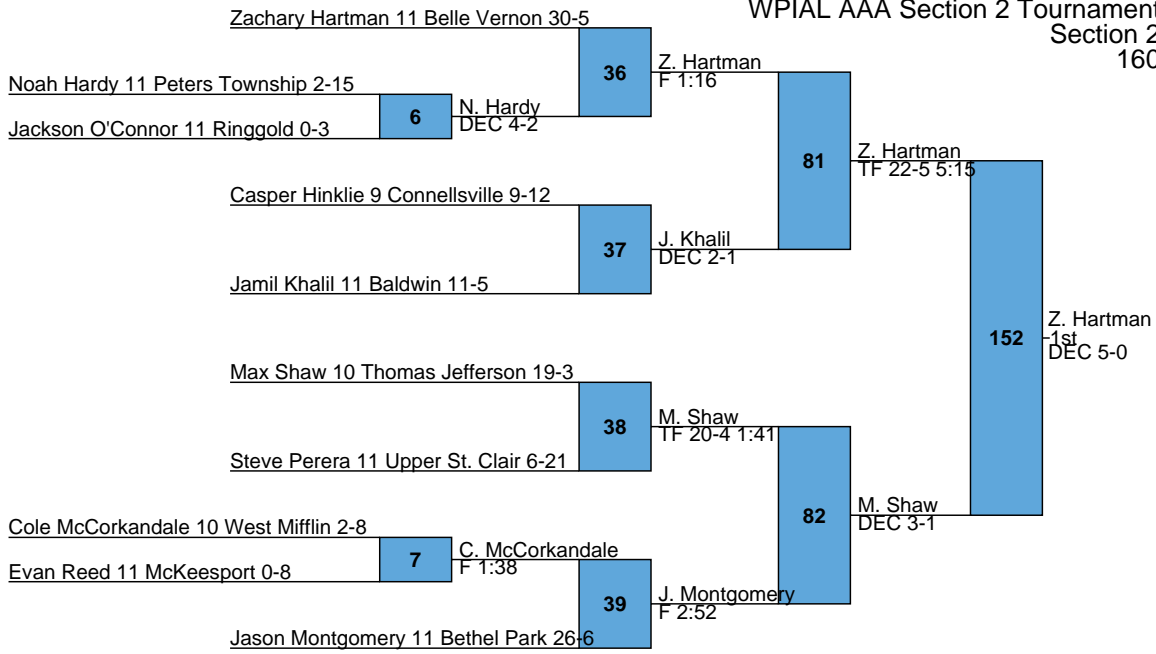 WPIAL AAA Section 2 Tournament
Section 2
160
Zachary Hartman 11 Belle Vernon 30-5
36
Z. Hartman
F 1:16
Noah Hardy 11 Peters Township 2-15
6
N. Hardy
DEC 4-2
Jackson O'Connor 11 Ringgold 0-3
81
Z. Hartman
TF 22-5 5:15
Casper Hinklie 9 Connellsville 9-12
37
J. Khalil
DEC 2-1
Jamil Khalil 11 Baldwin 11-5
152
Z. Hartman
1st
DEC 5-0
Max Shaw 10 Thomas Jefferson 19-3
38
M. Shaw
TF 20-4 1:41
Steve Perera 11 Upper St. Clair 6-21
82
M. Shaw
DEC 3-1
Cole McCorkandale 10 West Mifflin 2-8
7
C. McCorkandale
F 1:38
Evan Reed 11 McKeesport 0-8
39
J. Montgomery
F 2:52
Jason Montgomery 11 Bethel Park 26-6